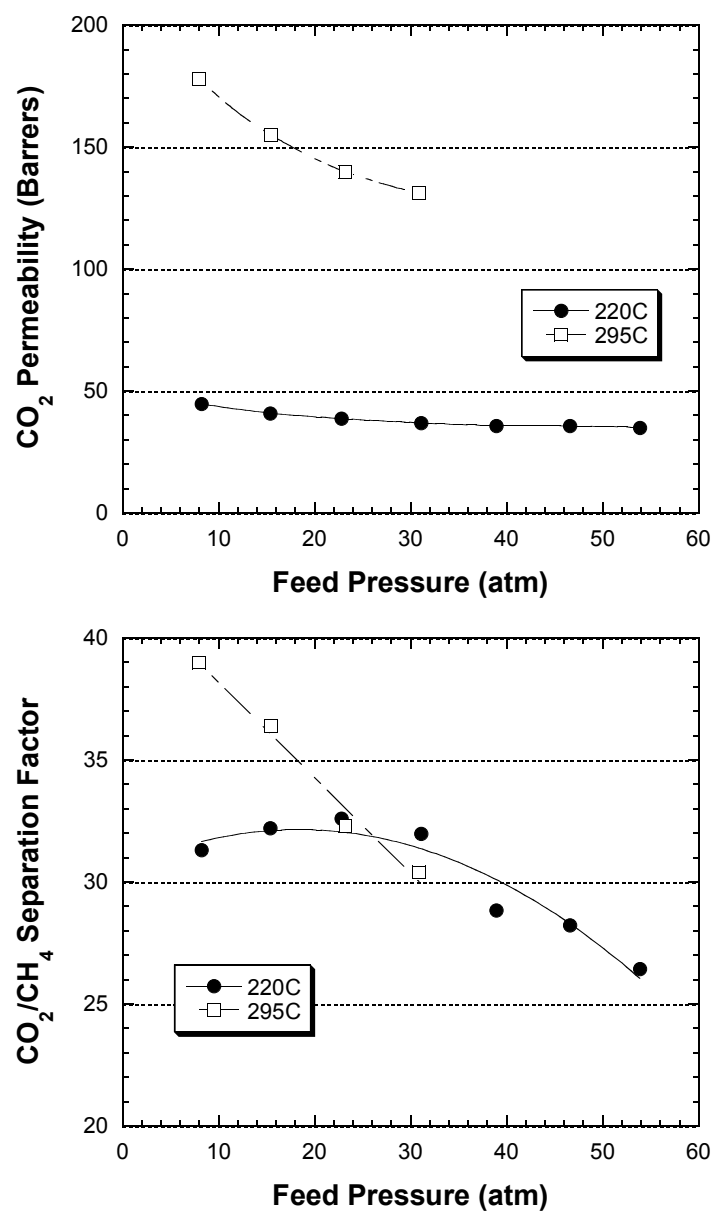 200
150
100
50
0
CO2 Permeability (Barrers)
220C
295C
0 10 20 30 40 50 60
Feed Pressure (atm)
40
35
30
25
20
CO2/CH4 Separation Factor
220C
295C
0 10 20 30 40 50 60
Feed Pressure (atm)